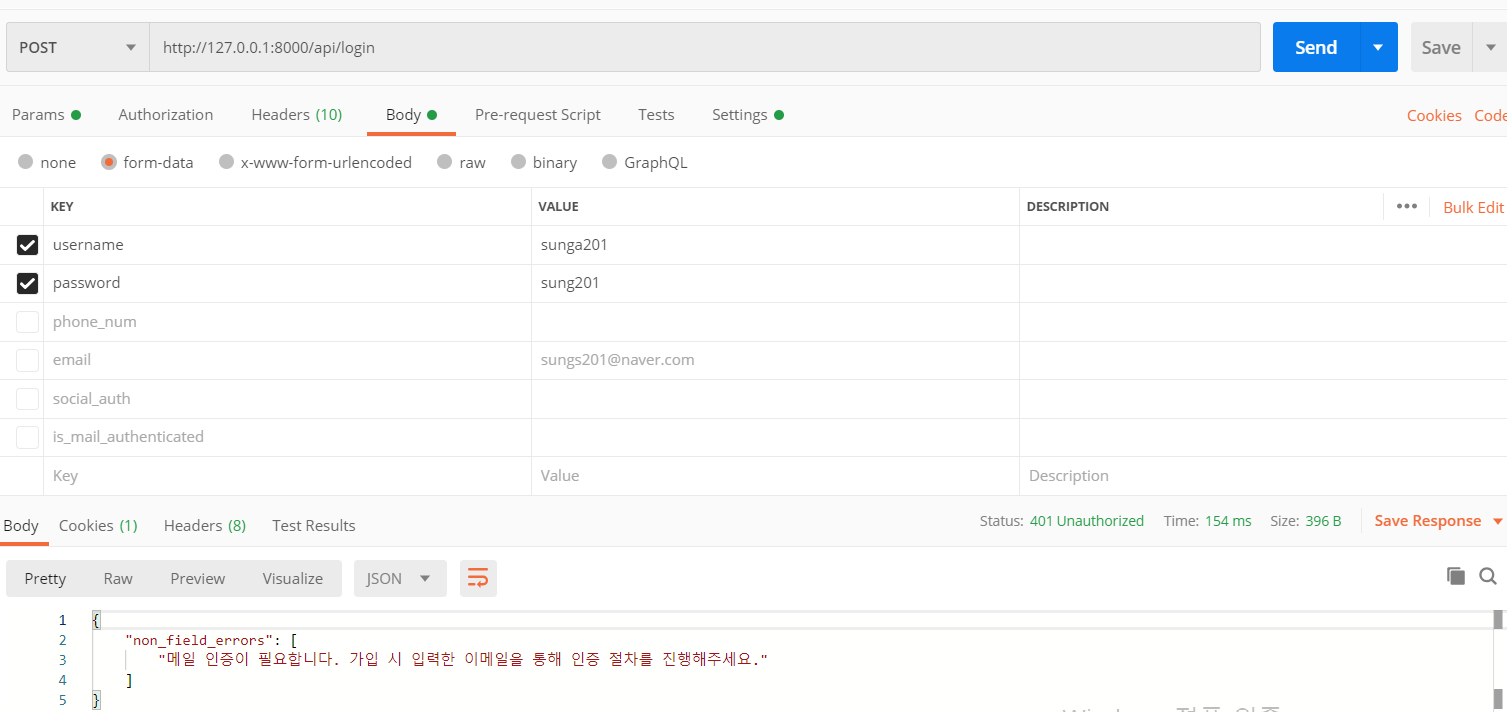 POST http://127.0.0.1:8000/api/login Send Save
Params Authorization Headers (10) Body Pre-request Script Tests Settings Cookies Code
none form-data x-www-form-urlencoded raw binary GraphQL
KEY VALUE DESCRIPTION ••• Bulk Edit
username sunga201
password sung201
phone_num
email sungs201@naver.com
social_auth
is_mail_authenticated
Key Value Description
Body Cookies (1) Headers (8) Test Results Status: 401 Unauthorized Time: 154 ms Size: 396 B Save Response
Pretty Raw Preview Visualize JSON
1 {
2 "non_field_errors": [
3 "메일 인증이 필요합니다. 가입 시 입력한 이메일을 통해 인증 절차를 진행해주세요."
4 ]
5 }